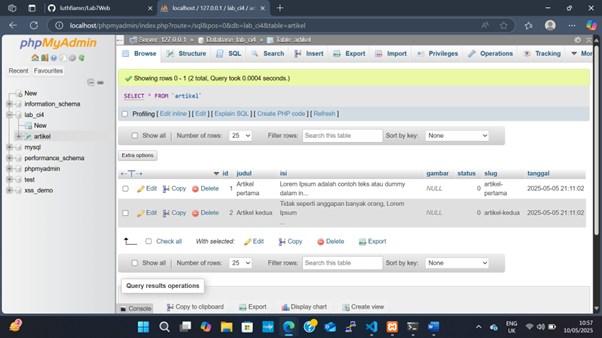 luthfiamrc/Lab7Web
localhost / 127.0.0.1 / lab_ci4 / ar
localhost/phpmyadmin/index.php?route=/sql&pos=0&db=lab_ci4&table=artikel
phpMyAdmin
Recent Favourites
New
information_schema
lab_ci4
New
artikel
mysql
performance_schema
phpmyadmin
test
xss_demo
Server: 127.0.0.1 » Database: lab_ci4 » Table: artikel
Browse Structure SQL Search Insert Export Import Privileges Operations Tracking More
Showing rows 0 - 1 (2 total, Query took 0.0004 seconds.)
SELECT * FROM `artikel`
Profiling [ Edit inline ] [ Edit ] [ Explain SQL ] [ Create PHP code ] [ Refresh ]
Show all | Number of rows: 25 Filter rows: Search this table Sort by key: None
Extra options
←T→ id judul isi gambar status slug tanggal
Edit Copy Delete 1 Artikel pertama Lorem Ipsum adalah contoh teks atau dummy dalam in... NULL 0 artikel-pertama 2025-05-05 21:11:02
Edit Copy Delete 2 Artikel kedua Tidak seperti anggapan banyak orang, Lorem Ipsum ... NULL 0 artikel-kedua 2025-05-05 21:11:02
Check all With selected: Edit Copy Delete Export
Show all | Number of rows: 25 Filter rows: Search this table Sort by key: None
Query results operations
Console Copy to clipboard Export Display chart Create view
ENG
UK
10:57
10/05/2025